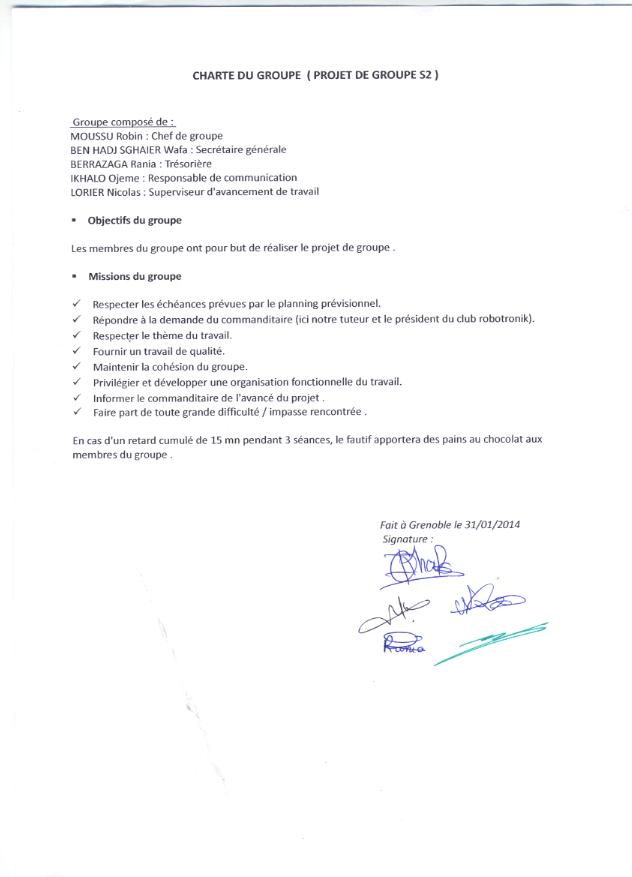 CHARTE DU GROUPE ( PROJET DE GROUPE S2 )
Groupe composé de :
MOUSSU Robin : Chef de groupe
BEN HADJ SGHAIER Wafa : Secrétaire générale
BERRAZAGA Rania : Trésorière
IKHALO Ojeme : Responsable de communication
LORIER Nicolas : Superviseur d'avancement de travail
▪ Objectifs du groupe
Les membres du groupe ont pour but de réaliser le projet de groupe .
▪ Missions du groupe
✓ Respecter les échéances prévues par le planning prévisionnel.
✓ Répondre à la demande du commanditaire (ici notre tuteur et le président du club robotronik).
✓ Respecter le thème du travail.
✓ Fournir un travail de qualité.
✓ Maintenir la cohésion du groupe.
✓ Privilégier et développer une organisation fonctionnelle du travail.
✓ Informer le commanditaire de l'avancé du projet .
✓ Faire part de toute grande difficulté / impasse rencontrée .
En cas d'un retard cumulé de 15 mn pendant 3 séances, le fautif apportera des pains au chocolat aux
membres du groupe .
Fait à Grenoble le 31/01/2014
Signature :
Rania